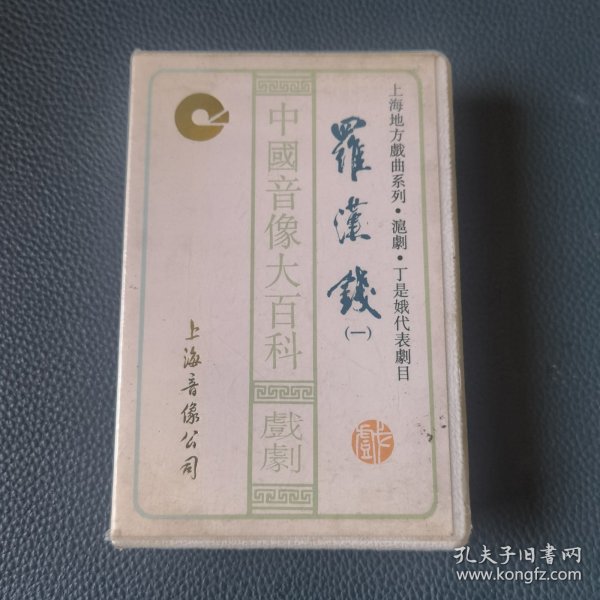 上海地方戲曲系列•滬劇•丁是娥代表劇目
羅漢錢
(一)
中國音像大百科
戲劇
上海音像公司
孔夫子旧书网
www.kongfz.com